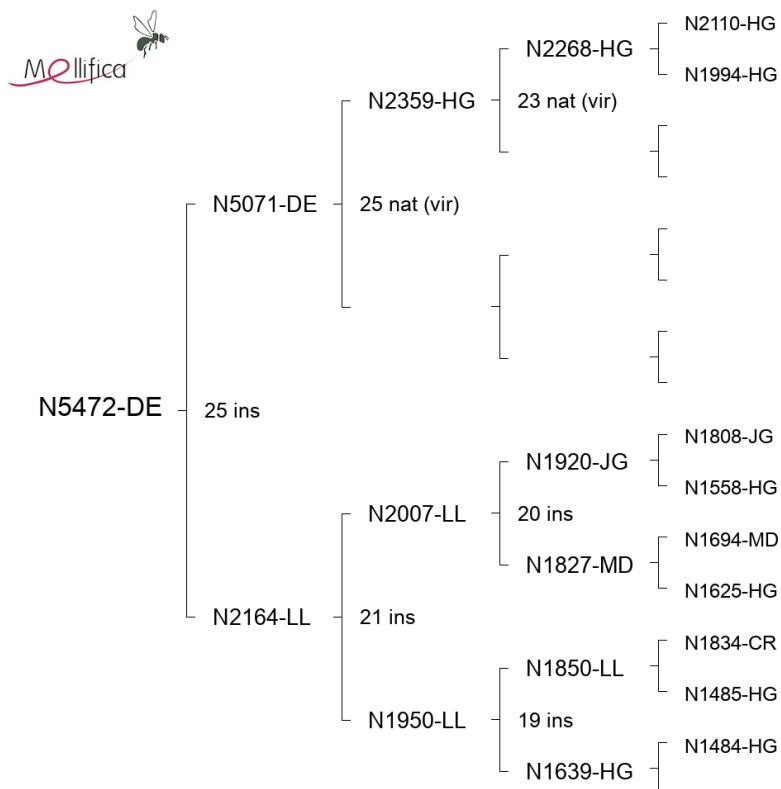 Mellifica
N2110-HG
N2268-HG
N1994-HG
N2359-HG
23 nat (vir)
N5071-DE
25 nat (vir)
N5472-DE
25 ins
N1808-JG
N1920-JG
N1558-HG
N2007-LL
20 ins
N1694-MD
N1827-MD
N1625-HG
N2164-LL
21 ins
N1834-CR
N1850-LL
N1485-HG
N1950-LL
19 ins
N1484-HG
N1639-HG